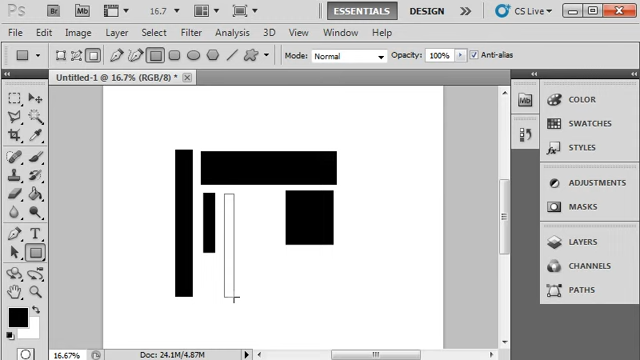 Ps Br Mb 16.7 ESSENTIALS DESIGN CS Live
File Edit Image Layer Select Filter Analysis 3D View Window Help
Mode: Normal Opacity: 100% Anti-alias
Untitled-1 @ 16.7% (RGB/8) *
Mb COLOR
SWATCHES
STYLES
ADJUSTMENTS
MASKS
LAYERS
CHANNELS
PATHS
T
16.67% Doc: 24.1M/4.87M